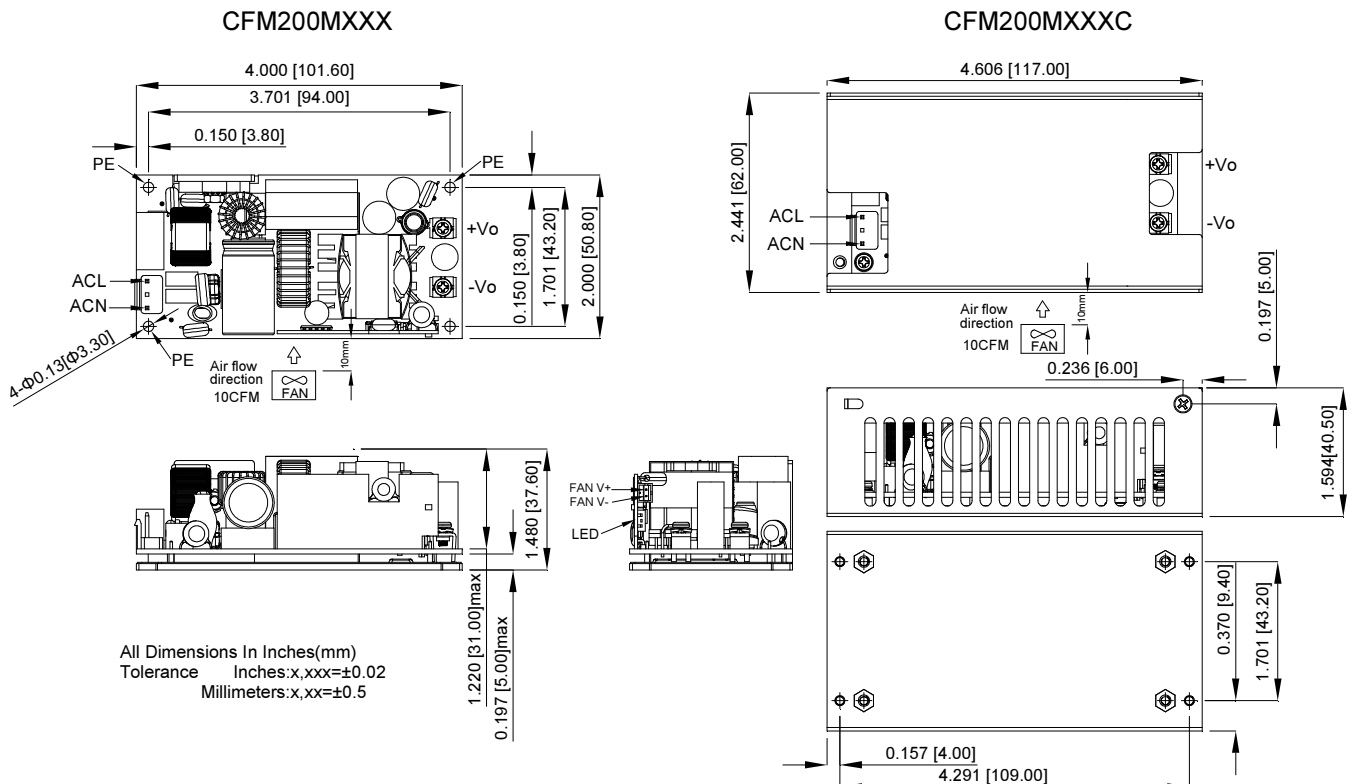 CFM200MXXX
4.000 [101.60]
3.701 [94.00]
0.150 [3.80]
PE
PE
+Vo
-Vo
ACL
ACN
PE
4-Φ0.13[Φ3.30]
0.150 [3.80]
1.701 [43.20]
2.000 [50.80]
10mm
Air flow
direction
10CFM
FAN
1.480 [37.60]
1.220 [31.00]max
0.197 [5.00]max
FAN V+
FAN V-
LED
All Dimensions In Inches(mm)
Tolerance Inches:x,xxx=±0.02
Millimeters:x,xx=±0.5
CFM200MXXXC
4.606 [117.00]
2.441 [62.00]
ACL
ACN
+Vo
-Vo
10mm
Air flow
direction
10CFM
FAN
0.197 [5.00]
0.236 [6.00]
1.594[40.50]
0.370 [9.40]
1.701 [43.20]
0.157 [4.00]
4.291 [109.00]